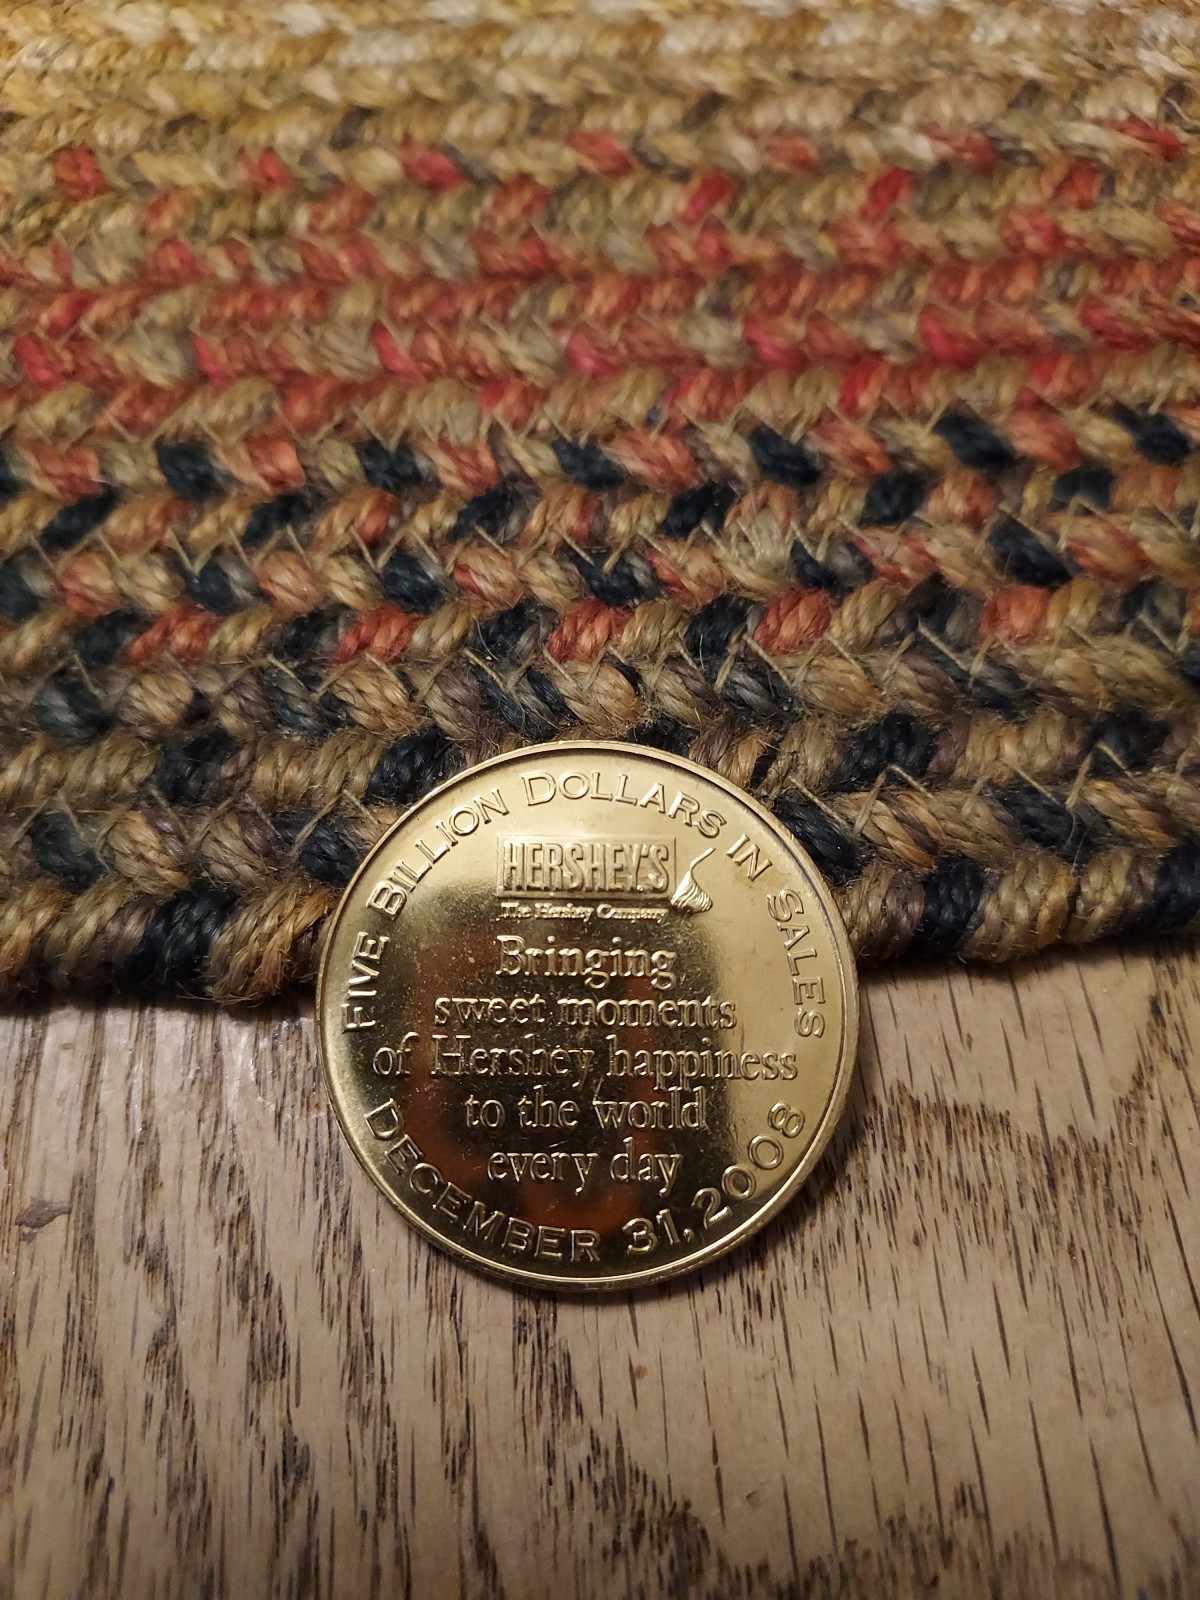 FIVE BILLION DOLLARS IN SALES
HERSHEY'S
The Hershey Company
Bringing
sweet moments
of Hershey happiness
to the world
every day
DECEMBER 31, 2008